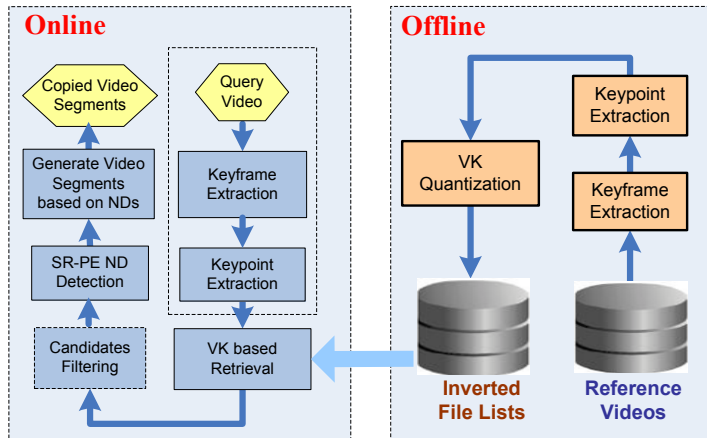 Online
Copied Video
Segments
Generate Video
Segments
based on NDs
SR-PE ND
Detection
Candidates
Filtering
Query
Video
Keyframe
Extraction
Keypoint
Extraction
VK based
Retrieval
Offline
VK
Quantization
Keypoint
Extraction
Keyframe
Extraction
Inverted
File Lists
Reference
Videos